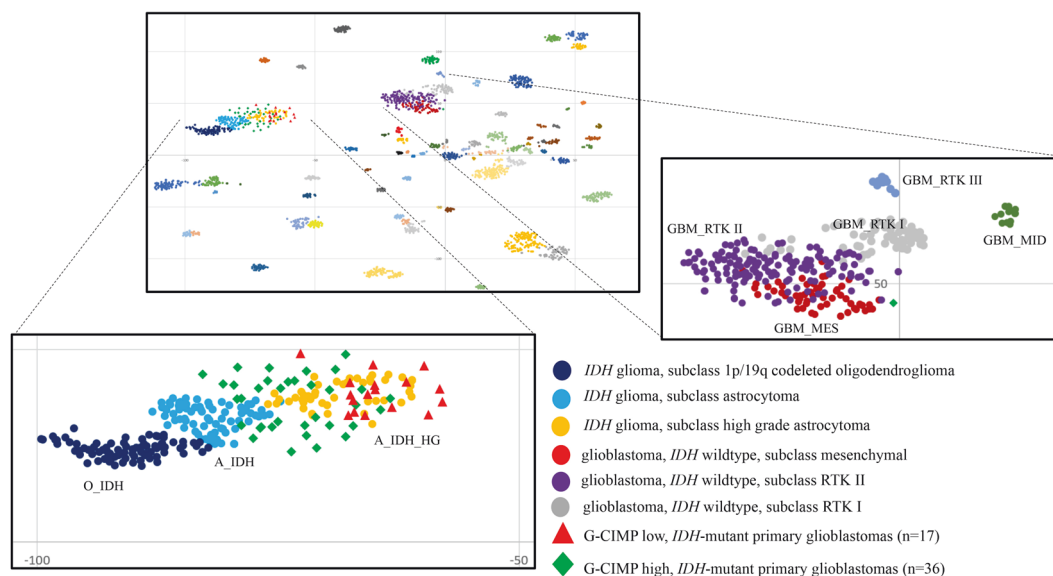 GBM_RTK III
GBM_RTK II
GBM_RTK I
GBM_MID
50
GBM_MES
A_IDH_HG
A_IDH
O_IDH
-100
-50
IDH glioma, subclass 1p/19q codeleted oligodendroglioma
IDH glioma, subclass astrocytoma
IDH glioma, subclass high grade astrocytoma
glioblastoma, IDH wildtype, subclass mesenchymal
glioblastoma, IDH wildtype, subclass RTK II
glioblastoma, IDH wildtype, subclass RTK I
G-CIMP low, IDH-mutant primary glioblastomas (n=17)
G-CIMP high, IDH-mutant primary glioblastomas (n=36)